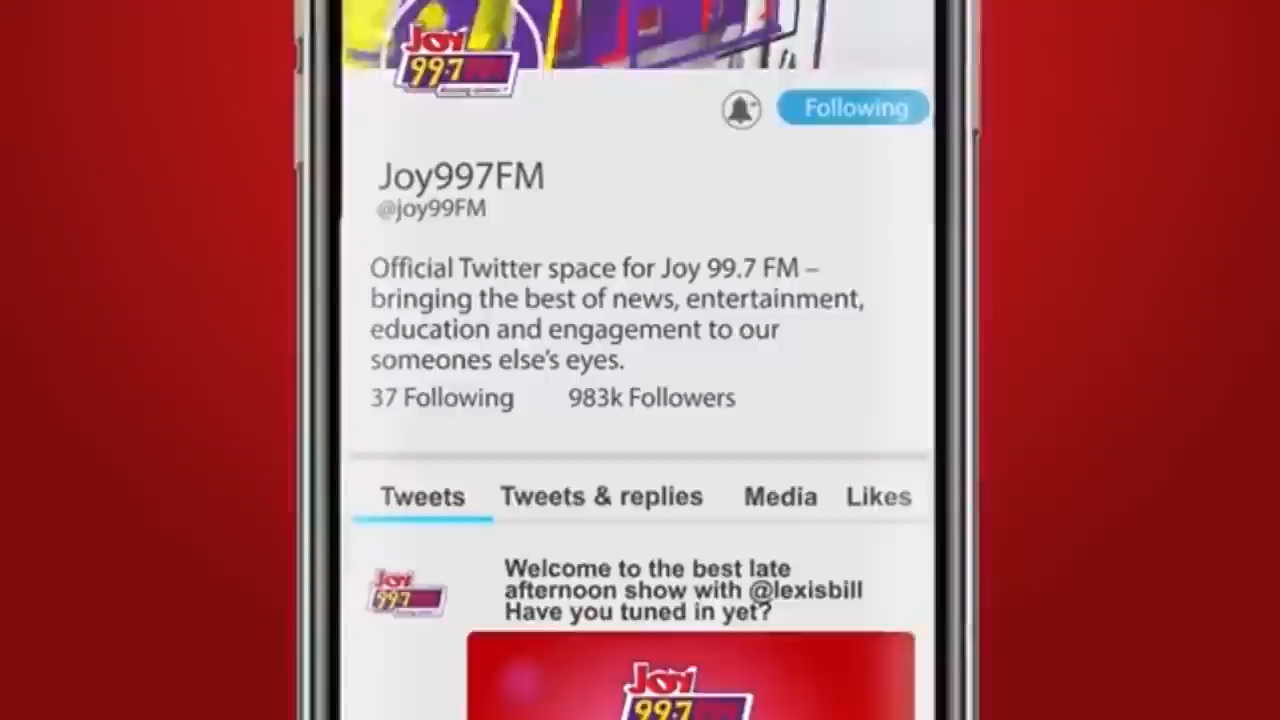 Joy
99.7 FM
Following
Joy997FM
@joy99FM
Official Twitter space for Joy 99.7 FM –
bringing the best of news, entertainment,
education and engagement to our
someones else's eyes.
37 Following 983k Followers
Tweets Tweets & replies Media Likes
Joy
99.7
Welcome to the best late
afternoon show with @lexisbill
Have you tuned in yet?
Joy
99.7 FM